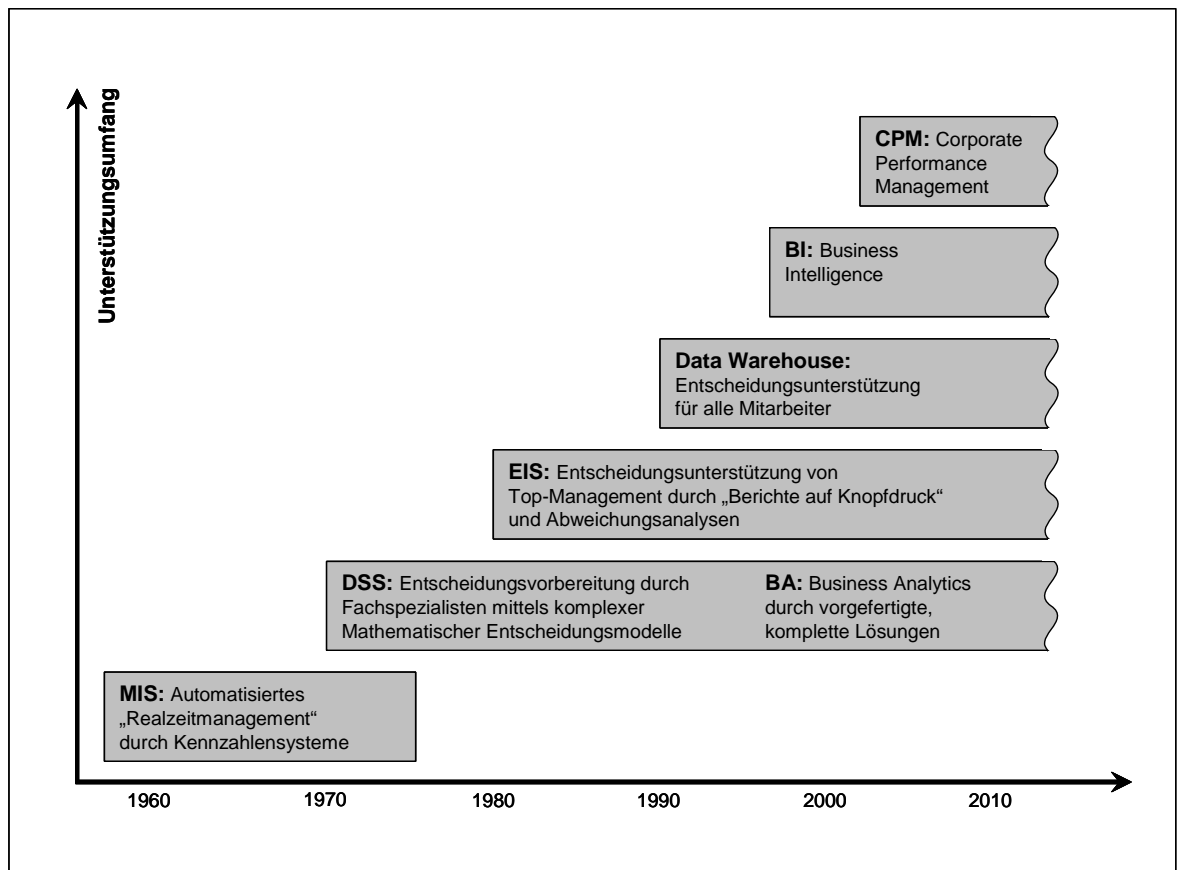 Unterstützungsumfang
CPM: Corporate
Performance
Management
BI: Business
Intelligence
Data Warehouse:
Entscheidungsunterstützung
für alle Mitarbeiter
EIS: Entscheidungsunterstützung von
Top-Management durch „Berichte auf Knopfdruck“
und Abweichungsanalysen
DSS: Entscheidungsvorbereitung durch
Fachspezialisten mittels komplexer
Mathematischer Entscheidungsmodelle
BA: Business Analytics
durch vorgefertigte,
komplette Lösungen
MIS: Automatisiertes
„Realzeitmanagement“
durch Kennzahlensysteme
1960 1970 1980 1990 2000 2010